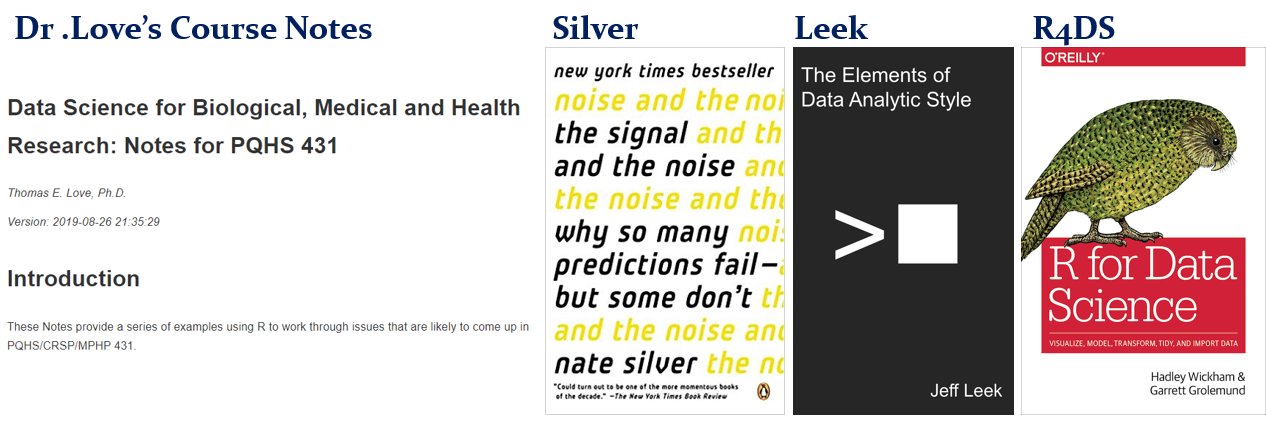 Dr .Love's Course Notes
Data Science for Biological, Medical and Health
Research: Notes for PQHS 431
Thomas E. Love, Ph.D.
Version: 2019-08-26 21:35:29
Introduction
These Notes provide a series of examples using R to work through issues that are likely to come up in
PQHS/CRSP/MPHP 431.
Silver
new york times bestseller
noise and the noi
the signal and th
and the noise and
the noise and the
why so many nois
predictions fail—a
but some don't th
and the noise and
nate silver the no
"Could turn out to be one of the more momentous books
of the decade." —The New York Times Book Review
Leek
The Elements of
Data Analytic Style
>
Jeff Leek
R4DS
O'REILLY®
R for Data
Science
VISUALIZE, MODEL, TRANSFORM, TIDY, AND IMPORT DATA
Hadley Wickham &
Garrett Grolemund